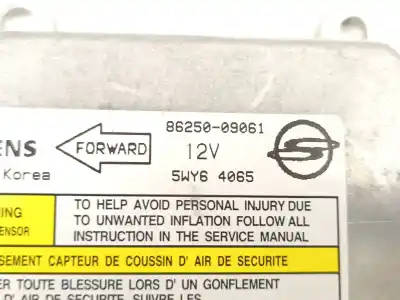 86250-09061
ENS FORWARD 12V
Korea 5WY6 4065
TO HELP AVOID PERSONAL INJURY DUE
TO UNWANTED INFLATION FOLLOW ALL
ENSOR INSTRUCTION IN THE SERVICE MANUAL
SEMENT CAPTEUR DE COUSSIN D' AIR DE SECURITE
ER TOUTE BLESSURE LORS D' UN GONFLEMENT
D' AIR DE SECURITE, SUIVRE LES